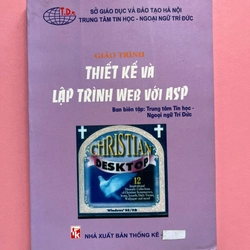 T.Đ
SỞ GIÁO DỤC VÀ ĐÀO TẠO HÀ NỘI
TRUNG TÂM TIN HỌC - NGOẠI NGỮ TRÍ ĐỨC
GIÁO TRÌNH
THIẾT KẾ VÀ
LẬP TRÌNH WEB VỚI ASP
Ban biên tập: Trung tâm Tin học -
Ngoại ngữ Trí Đức
CHRISTIAN
DESKTOP
12
Windows
NHÀ XUẤT BẢN THỐNG KÊ